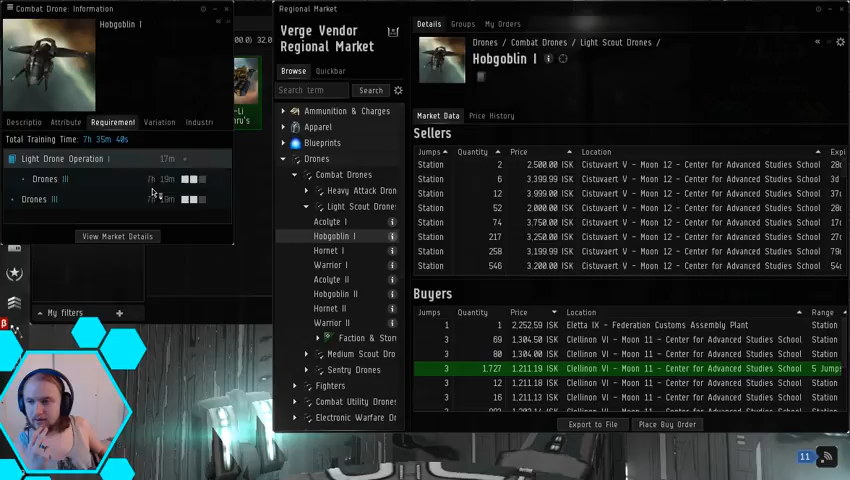 Combat Drone: Information
Hobgoblin I
Descriptio Attribute Requirement Variation Industri
Total Training Time: 7h 35m 40s
Light Drone Operation I 17m
Drones III 7h 19m
Drones III 19m
View Market Details
32.0
-Li
hru's
My filters
β
Regional Market
Verge Vendor
Regional Market
Browse Quickbar
Search term Search
Ammunition & Charges
Apparel
Blueprints
Drones
Combat Drones
Heavy Attack Dron
Light Scout Drone
Acolyte I
Hobgoblin I
Hornet I
Warrior I
Acolyte II
Hobgoblin II
Hornet II
Warrior II
Faction & Stor
Medium Scout Dro
Sentry Drones
Fighters
Combat Utility Drones
Electronic Warfare Dr
Details Groups My Orders
Drones / Combat Drones / Light Scout Drones /
Hobgoblin I
Market Data Price History
Sellers
Jumps Quantity Price Location Expi
Station 2 2,500.00 ISK Cistuvaert V - Moon 12 - Center for Advanced Studies School 28d
Station 6 3,399.99 ISK Cistuvaert V - Moon 12 - Center for Advanced Studies School 3d
Station 12 3,999.00 ISK Cistuvaert V - Moon 12 - Center for Advanced Studies School
Station 52 Cistuvaert V - Moon 12 - Center for Advanced Studies School
Station 74 3,750.00 ISK Cistuvaert V - Moon 12 - Center for Advanced Studies School
Station 217 3,250.00 ISK Cistuvaert V - Moon 12 - Center for Advanced Studies School
Station 258 3,199.99 ISK Cistuvaert V - Moon 12 - Center for Advanced Studies School
Station 546 3,200.00 ISK Cistuvaert V - Moon 12 - Center for Advanced Studies School
Buyers
Jumps Quantity Price Location Range
1 1 2,252.59 ISK Eletta IX - Federation Customs Assembly Plant Station
3 69 1,304.50 ISK Clellinon VI - Moon 11 - Center for Advanced Studies School Station
3 80 1,304.00 ISK Clellinon VI - Moon 11 - Center for Advanced Studies School Station
3 1,727 1,211.19 ISK Clellinon VI - Moon 11 - Center for Advanced Studies School 5 Jumps
3 12 1,211.18 ISK Clellinon VI - Moon 11 - Center for Advanced Studies School Station
3 16 1,211.13 ISK Clellinon VI - Moon 11 - Center for Advanced Studies School Station
Export to File Place Buy Order
11